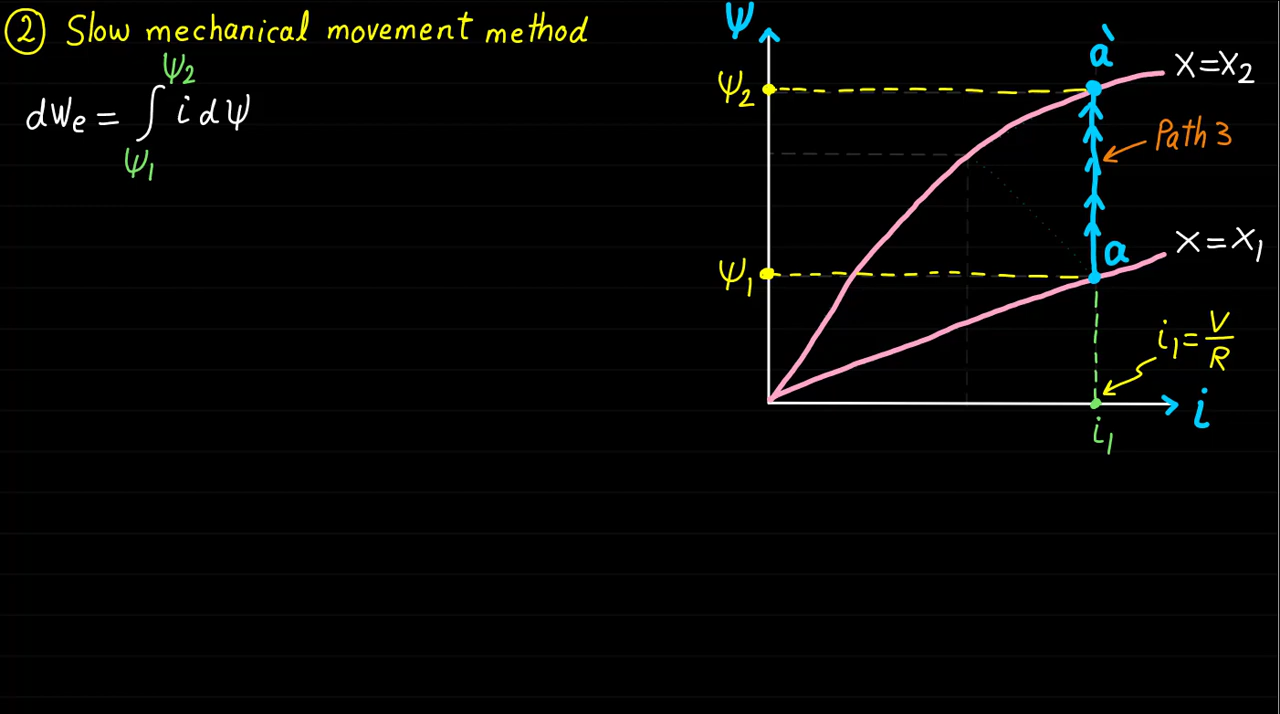 ② Slow mechanical movement method
dWe = ∫ i dΨ
Ψ2
Ψ1
Ψ
Ψ2
Ψ1
a`
X=X2
Path 3
a
X=X1
i1=V/R
i
i1